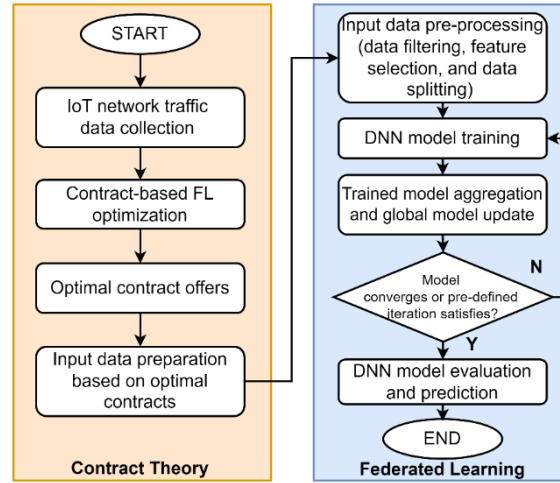 START
IoT network traffic
data collection
Contract-based FL
optimization
Optimal contract offers
Input data preparation
based on optimal
contracts
Contract Theory
Input data pre-processing
(data filtering, feature
selection, and data
splitting)
DNN model training
Trained model aggregation
and global model update
Model
converges or pre-defined
iteration satisfies?
N
Y
DNN model evaluation
and prediction
END
Federated Learning